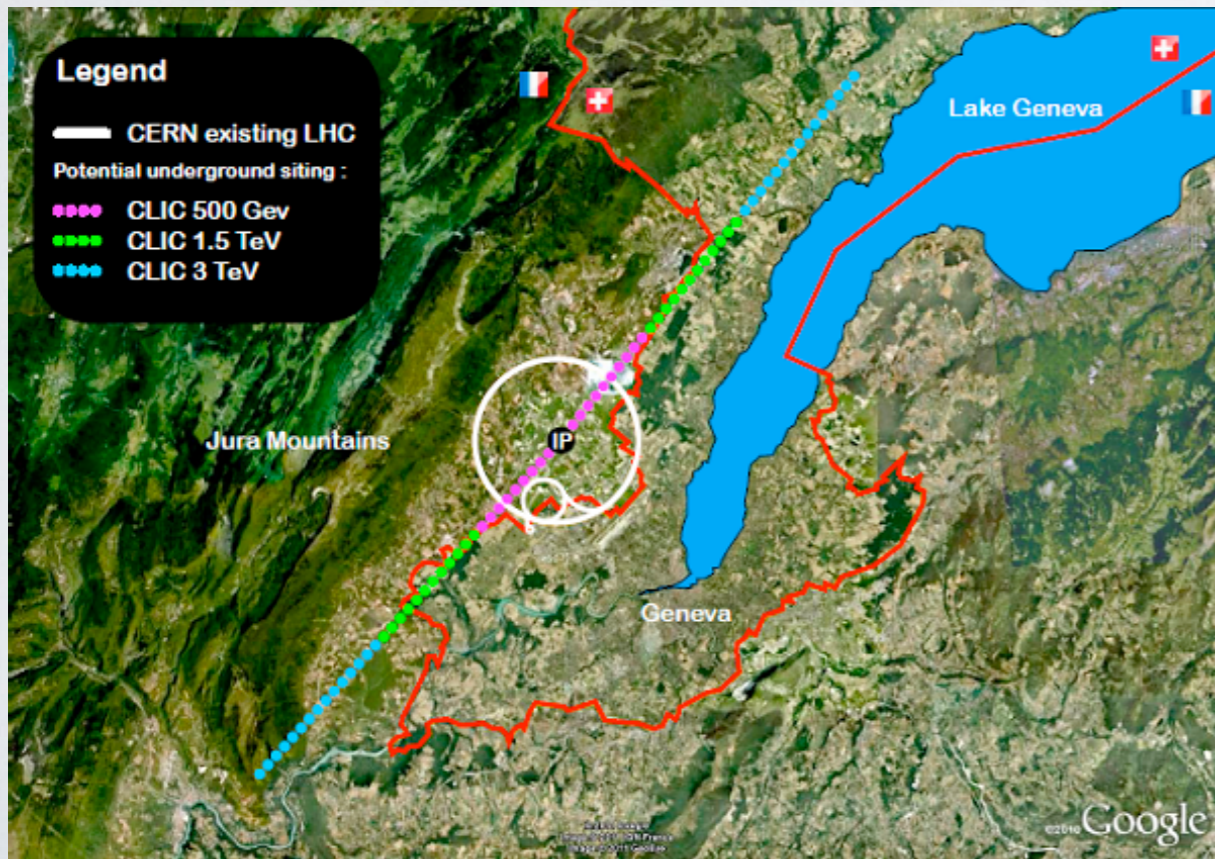 Legend
CERN existing LHC
Potential underground siting :
CLIC 500 Gev
CLIC 1.5 TeV
CLIC 3 TeV
Lake Geneva
Jura Mountains
IP
Geneva
©2010 Google